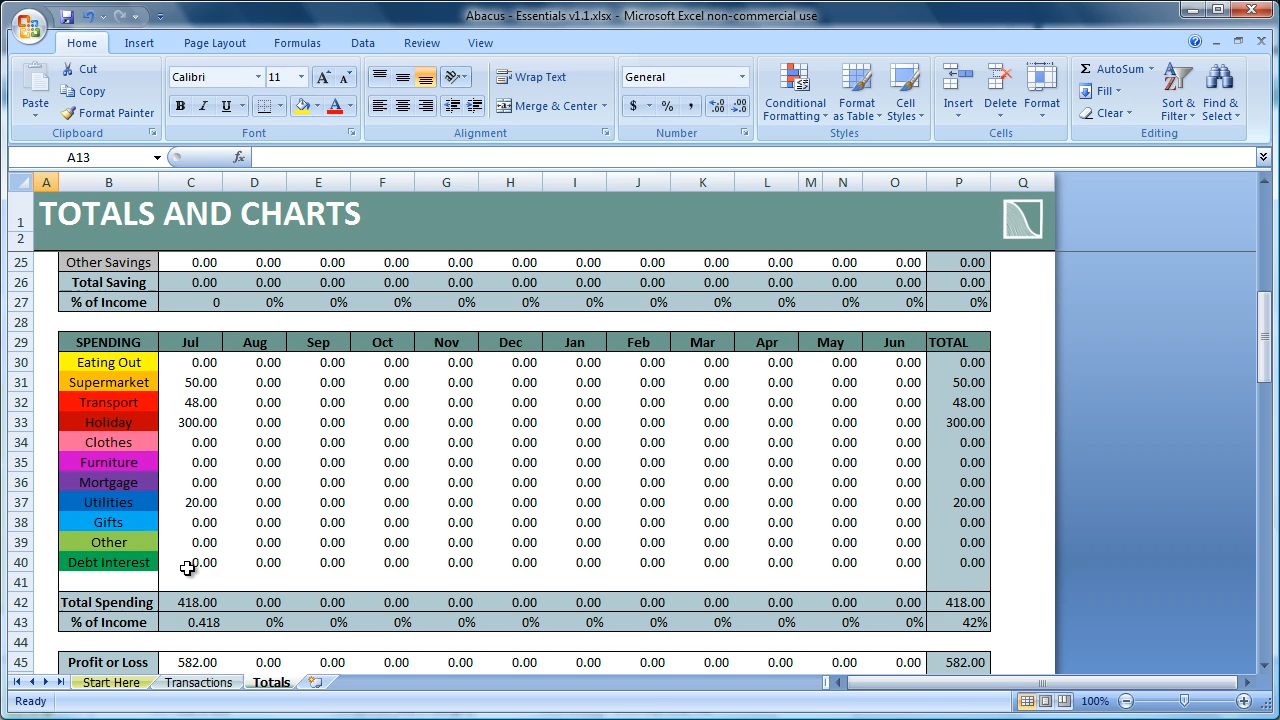 Abacus - Essentials v1.1.xlsx - Microsoft Excel non-commercial use
Home Insert Page Layout Formulas Data Review View
Paste Cut Copy Format Painter Clipboard
Calibri 11 A A B I U A Font
Wrap Text Merge & Center Alignment
General $ % , Number
Conditional Formatting Format as Table Cell Styles Styles
Insert Delete Format Cells
Σ AutoSum Fill Clear Sort & Filter Find & Select Editing
A13 fx
A B C D E F G H I J K L M N O P Q
1 TOTALS AND CHARTS
2
25 Other Savings 0.00 0.00 0.00 0.00 0.00 0.00 0.00 0.00 0.00 0.00 0.00 0.00 0.00
26 Total Saving 0.00 0.00 0.00 0.00 0.00 0.00 0.00 0.00 0.00 0.00 0.00 0.00 0.00
27 % of Income 0 0% 0% 0% 0% 0% 0% 0% 0% 0% 0% 0% 0%
28
29 SPENDING Jul Aug Sep Oct Nov Dec Jan Feb Mar Apr May Jun TOTAL
30 Eating Out 0.00 0.00 0.00 0.00 0.00 0.00 0.00 0.00 0.00 0.00 0.00 0.00 0.00
31 Supermarket 50.00 0.00 0.00 0.00 0.00 0.00 0.00 0.00 0.00 0.00 0.00 0.00 50.00
32 Transport 48.00 0.00 0.00 0.00 0.00 0.00 0.00 0.00 0.00 0.00 0.00 0.00 48.00
33 Holiday 300.00 0.00 0.00 0.00 0.00 0.00 0.00 0.00 0.00 0.00 0.00 0.00 300.00
34 Clothes 0.00 0.00 0.00 0.00 0.00 0.00 0.00 0.00 0.00 0.00 0.00 0.00 0.00
35 Furniture 0.00 0.00 0.00 0.00 0.00 0.00 0.00 0.00 0.00 0.00 0.00 0.00 0.00
36 Mortgage 0.00 0.00 0.00 0.00 0.00 0.00 0.00 0.00 0.00 0.00 0.00 0.00 0.00
37 Utilities 20.00 0.00 0.00 0.00 0.00 0.00 0.00 0.00 0.00 0.00 0.00 0.00 20.00
38 Gifts 0.00 0.00 0.00 0.00 0.00 0.00 0.00 0.00 0.00 0.00 0.00 0.00 0.00
39 Other 0.00 0.00 0.00 0.00 0.00 0.00 0.00 0.00 0.00 0.00 0.00 0.00 0.00
40 Debt Interest 0.00 0.00 0.00 0.00 0.00 0.00 0.00 0.00 0.00 0.00 0.00 0.00 0.00
41
42 Total Spending 418.00 0.00 0.00 0.00 0.00 0.00 0.00 0.00 0.00 0.00 0.00 0.00 418.00
43 % of Income 0.418 0% 0% 0% 0% 0% 0% 0% 0% 0% 0% 0% 42%
44
45 Profit or Loss 582.00 0.00 0.00 0.00 0.00 0.00 0.00 0.00 0.00 0.00 0.00 0.00 582.00
Start Here Transactions Totals
Ready 100%